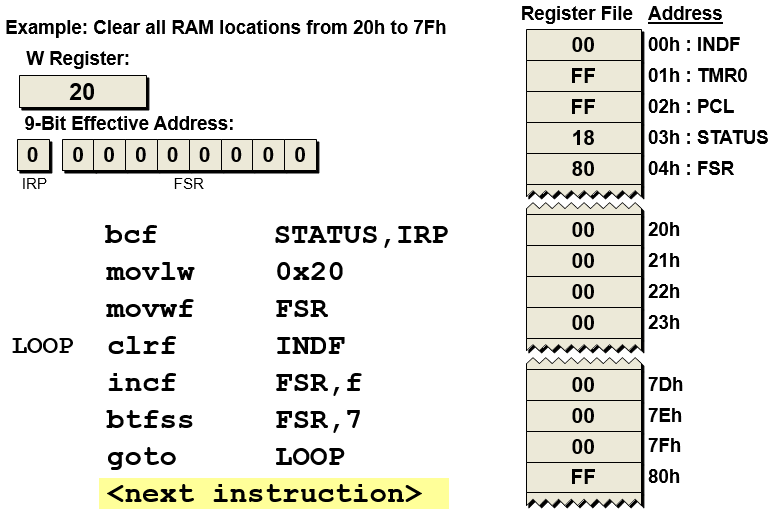 Example: Clear all RAM locations from 20h to 7Fh
W Register:
20
9-Bit Effective Address:
0 0 0 0 0 0 0 0 0
IRP FSR
bcf STATUS,IRP
movlw 0x20
movwf FSR
LOOP clrf INDF
incf FSR,f
btfss FSR,7
goto LOOP
<next instruction>
Register File Address
00 00h : INDF
FF 01h : TMR0
FF 02h : PCL
18 03h : STATUS
80 04h : FSR
00 20h
00 21h
00 22h
00 23h
00 7Dh
00 7Eh
00 7Fh
FF 80h